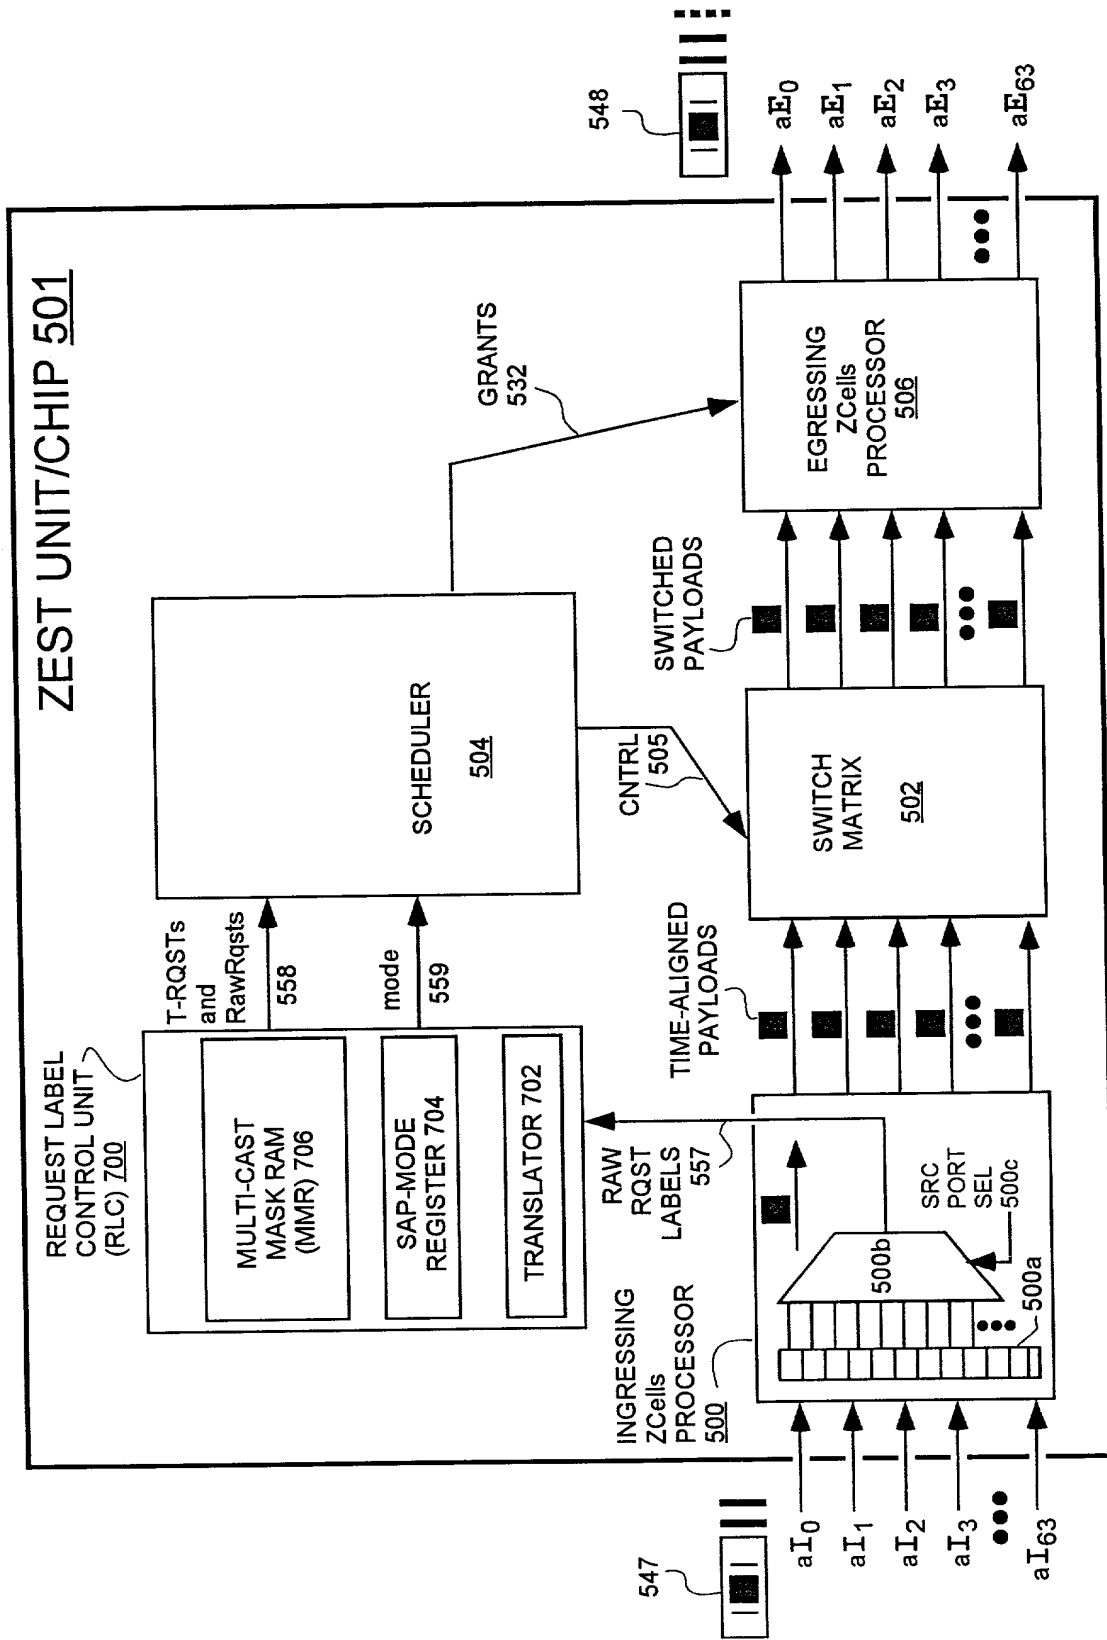 ZEST UNIT/CHIP 501
REQUEST LABEL
CONTROL UNIT
(RLC) 700
MULTI-CAST
MASK RAM
(MMR) 706
SAP-MODE
REGISTER 704
TRANSLATOR 702
T-RQSTs
and
RawRqsts
558
mode
559
SCHEDULER
504
GRANTS
532
CNTRL
505
RAW
RQST
LABELS
557
INGRESSING
ZCells
PROCESSOR
500
SRC
PORT
SEL
500c
500b
500a
TIME-ALIGNED
PAYLOADS
SWITCH
MATRIX
502
SWITCHED
PAYLOADS
EGRESSING
ZCells
PROCESSOR
506
547
aI0
aI1
aI2
aI3
aI63
548
aE0
aE1
aE2
aE3
aE63